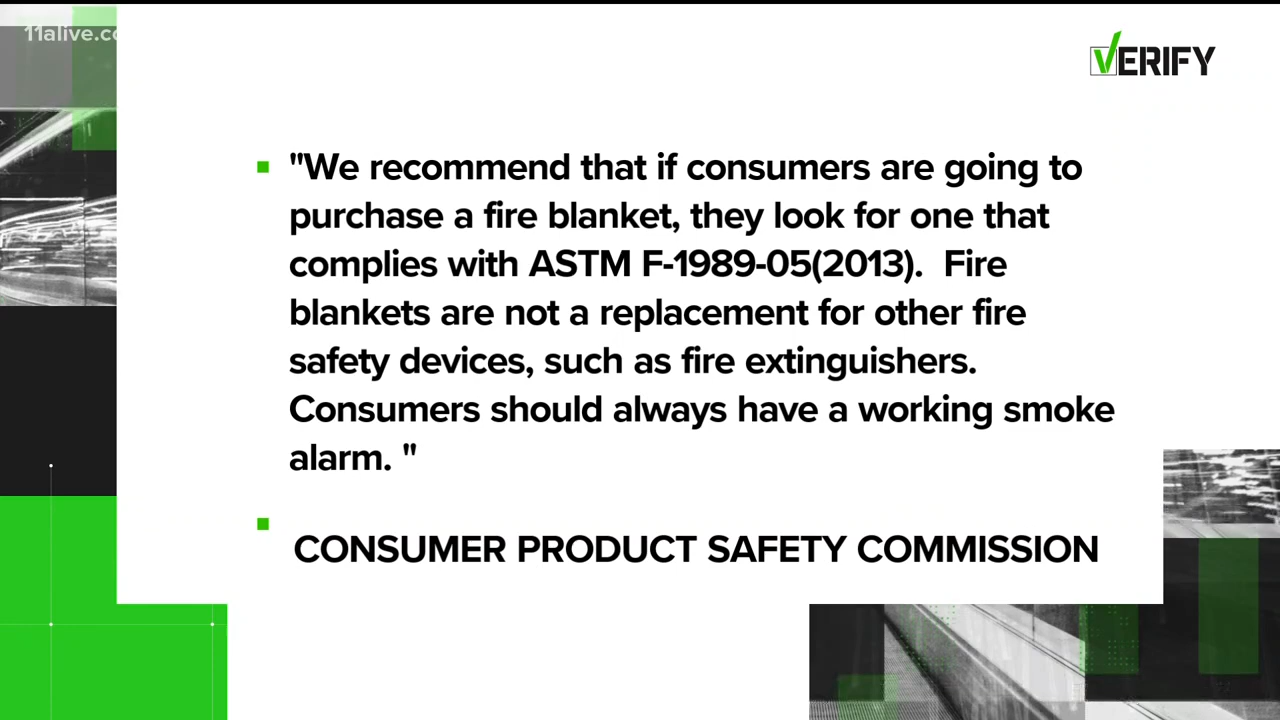 11alive.co
VERIFY
"We recommend that if consumers are going to
purchase a fire blanket, they look for one that
complies with ASTM F-1989-05(2013).  Fire
blankets are not a replacement for other fire
safety devices, such as fire extinguishers.
Consumers should always have a working smoke
alarm. "
CONSUMER PRODUCT SAFETY COMMISSION